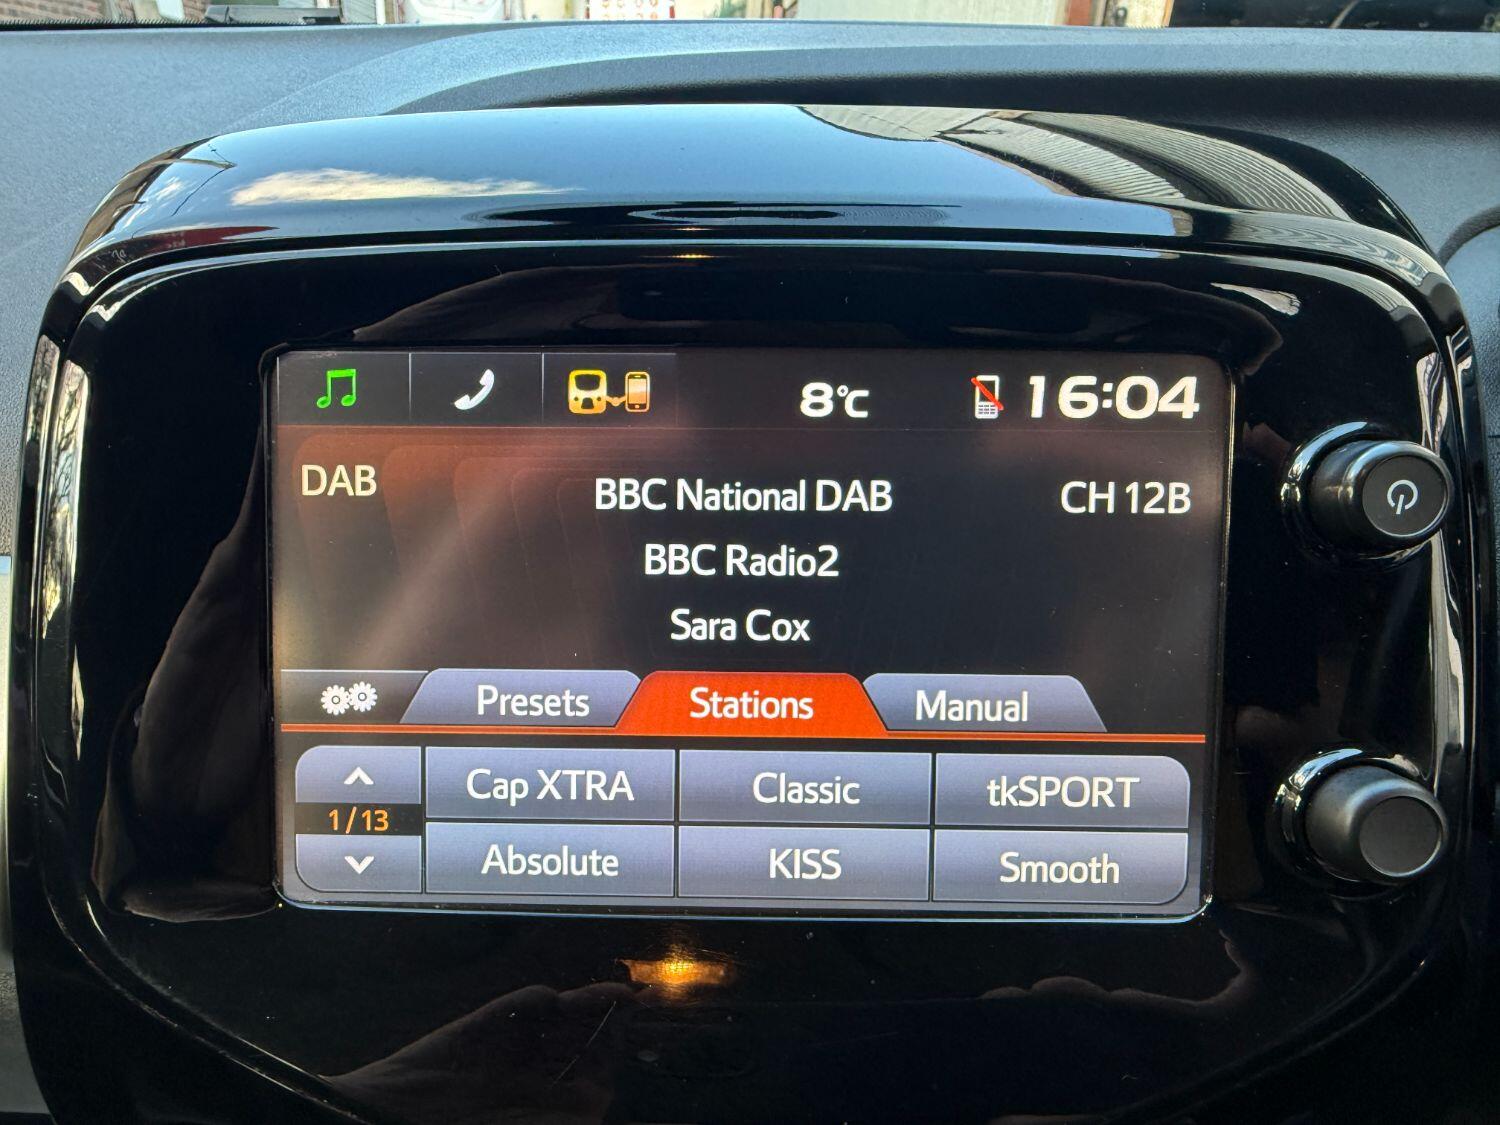 8°C 16:04
DAB BBC National DAB CH 12B
BBC Radio2
Sara Cox
Presets Stations Manual
Cap XTRA Classic tkSPORT
1/13
Absolute KISS Smooth